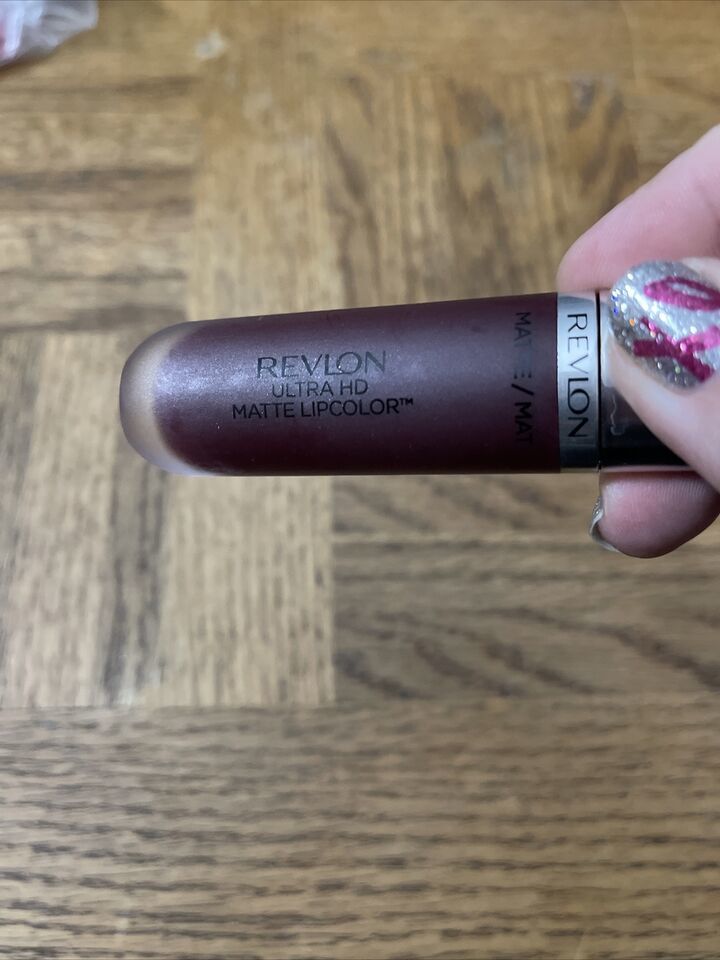 REVLON
ULTRA HD
MATTE LIPCOLOR™
MATTE/MAT
REVLON